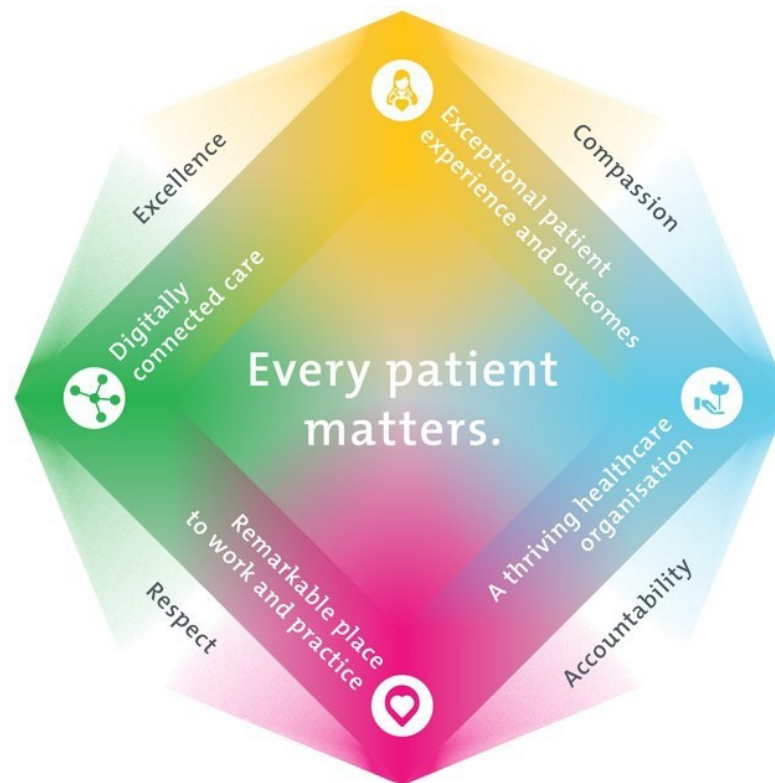 Excellence
Compassion
Exceptional patient
experience and outcomes
Digitally
connected care
Every patient
matters.
Remarkable place
to work and practice
A thriving healthcare
organisation
Respect
Accountability